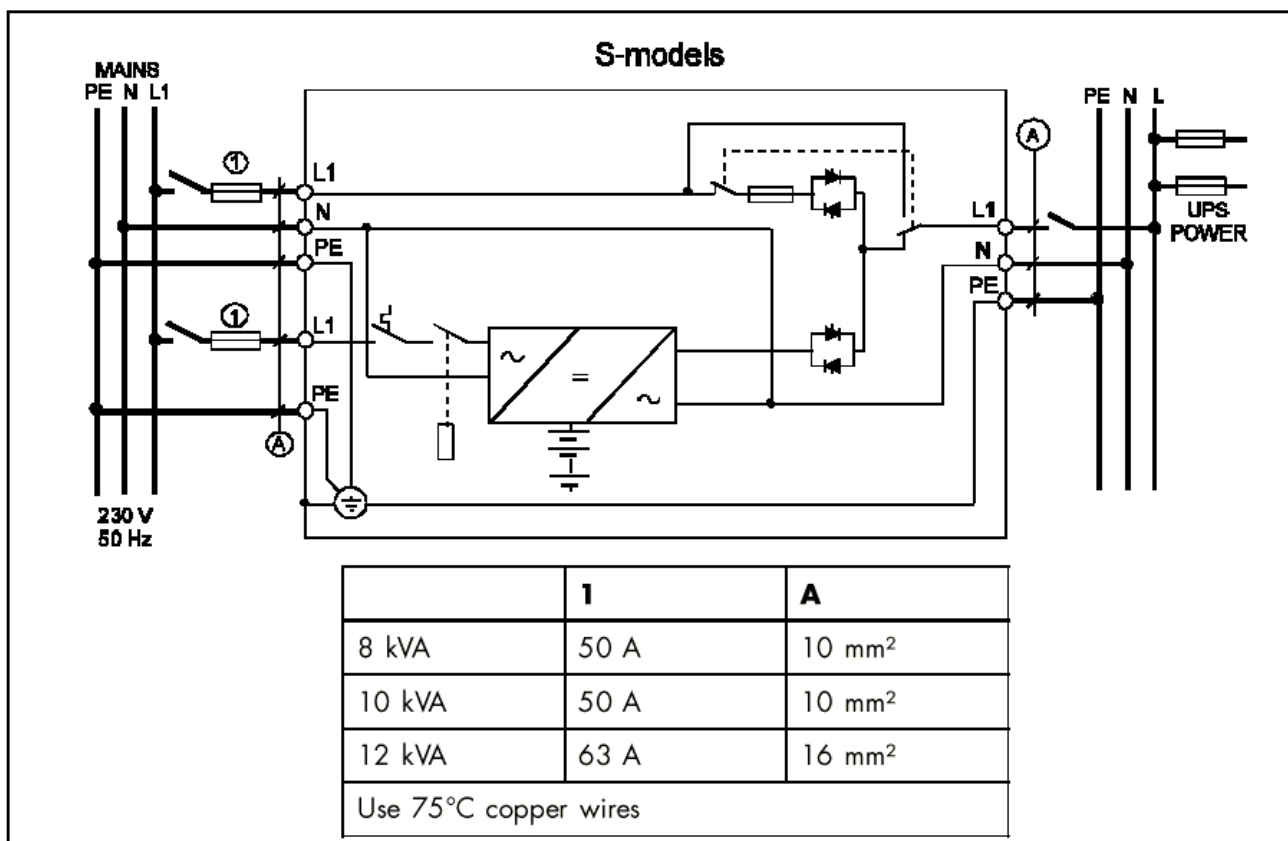 S-models
MAINS
PE N L1
PE N L
1
A
L1
N
PE
L1
N
PE
UPS
POWER
1
L1
PE
A
~
=
~
230 V
50 Hz
1 A
8 kVA 50 A 10 mm²
10 kVA 50 A 10 mm²
12 kVA 63 A 16 mm²
Use 75°C copper wires